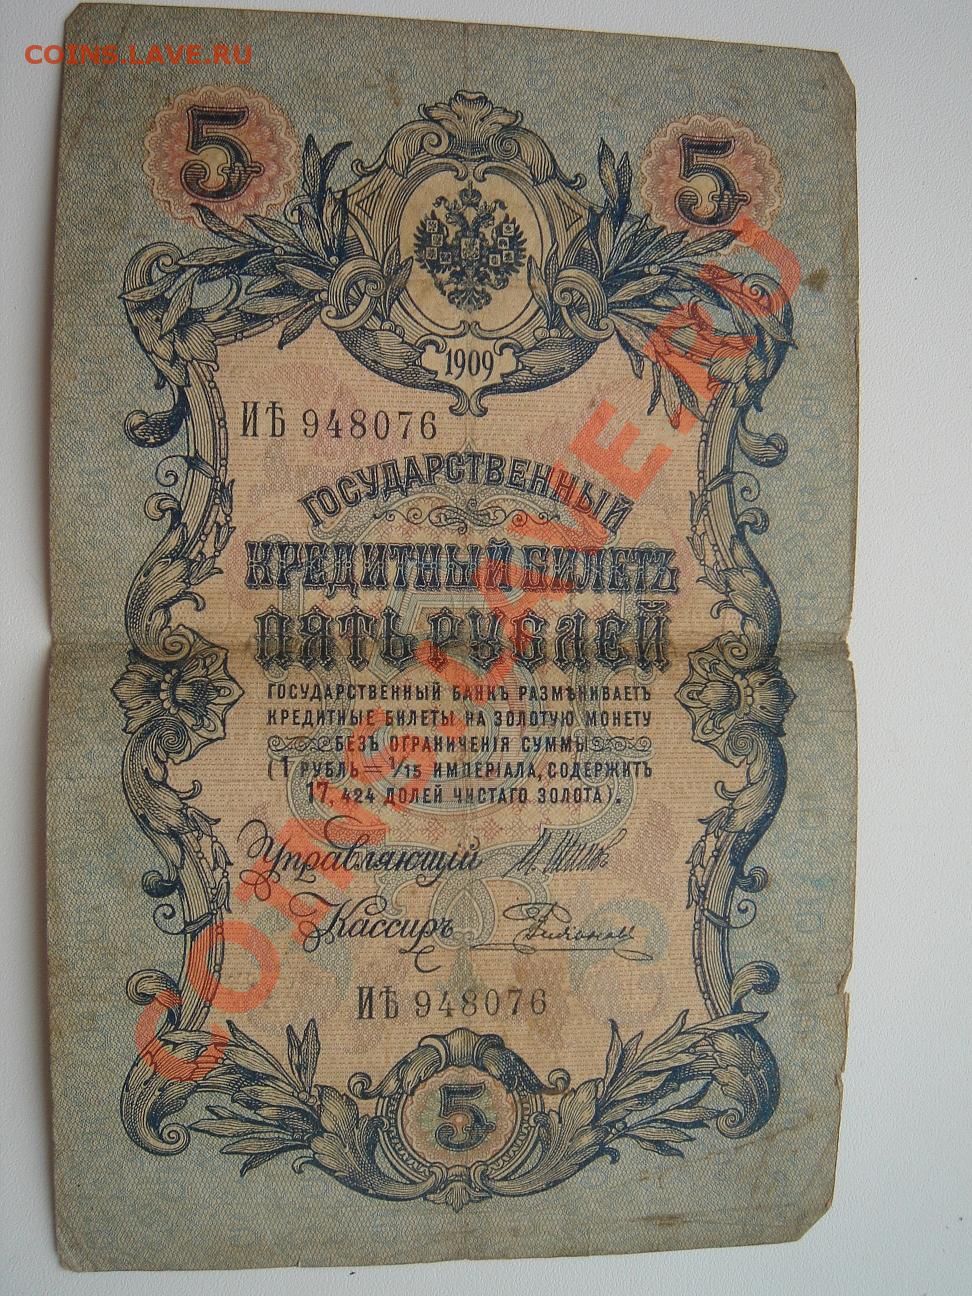 COINS.LAVE.RU
5
5
1909
ИѢ 948076
ГОСУДАРСТВЕННЫЙ
КРЕДИТНЫЙ БИЛЕТЪ
ПЯТЬ РУБЛЕЙ
ГОСУДАРСТВЕННЫЙ БАНКЪ РАЗМѢНИВАЕТЪ
КРЕДИТНЫЕ БИЛЕТЫ НА ЗОЛОТУЮ МОНЕТУ
БЕЗЪ ОГРАНИЧЕНІЯ СУММЫ
(1 РУБЛЬ = 1/15 ИМПЕРІАЛА, СОДЕРЖИТЪ
17,424 ДОЛЕЙ ЧИСТАГО ЗОЛОТА).
Управляющій
Кассиръ
ИѢ 948076
5
COINS.LAVE.RU